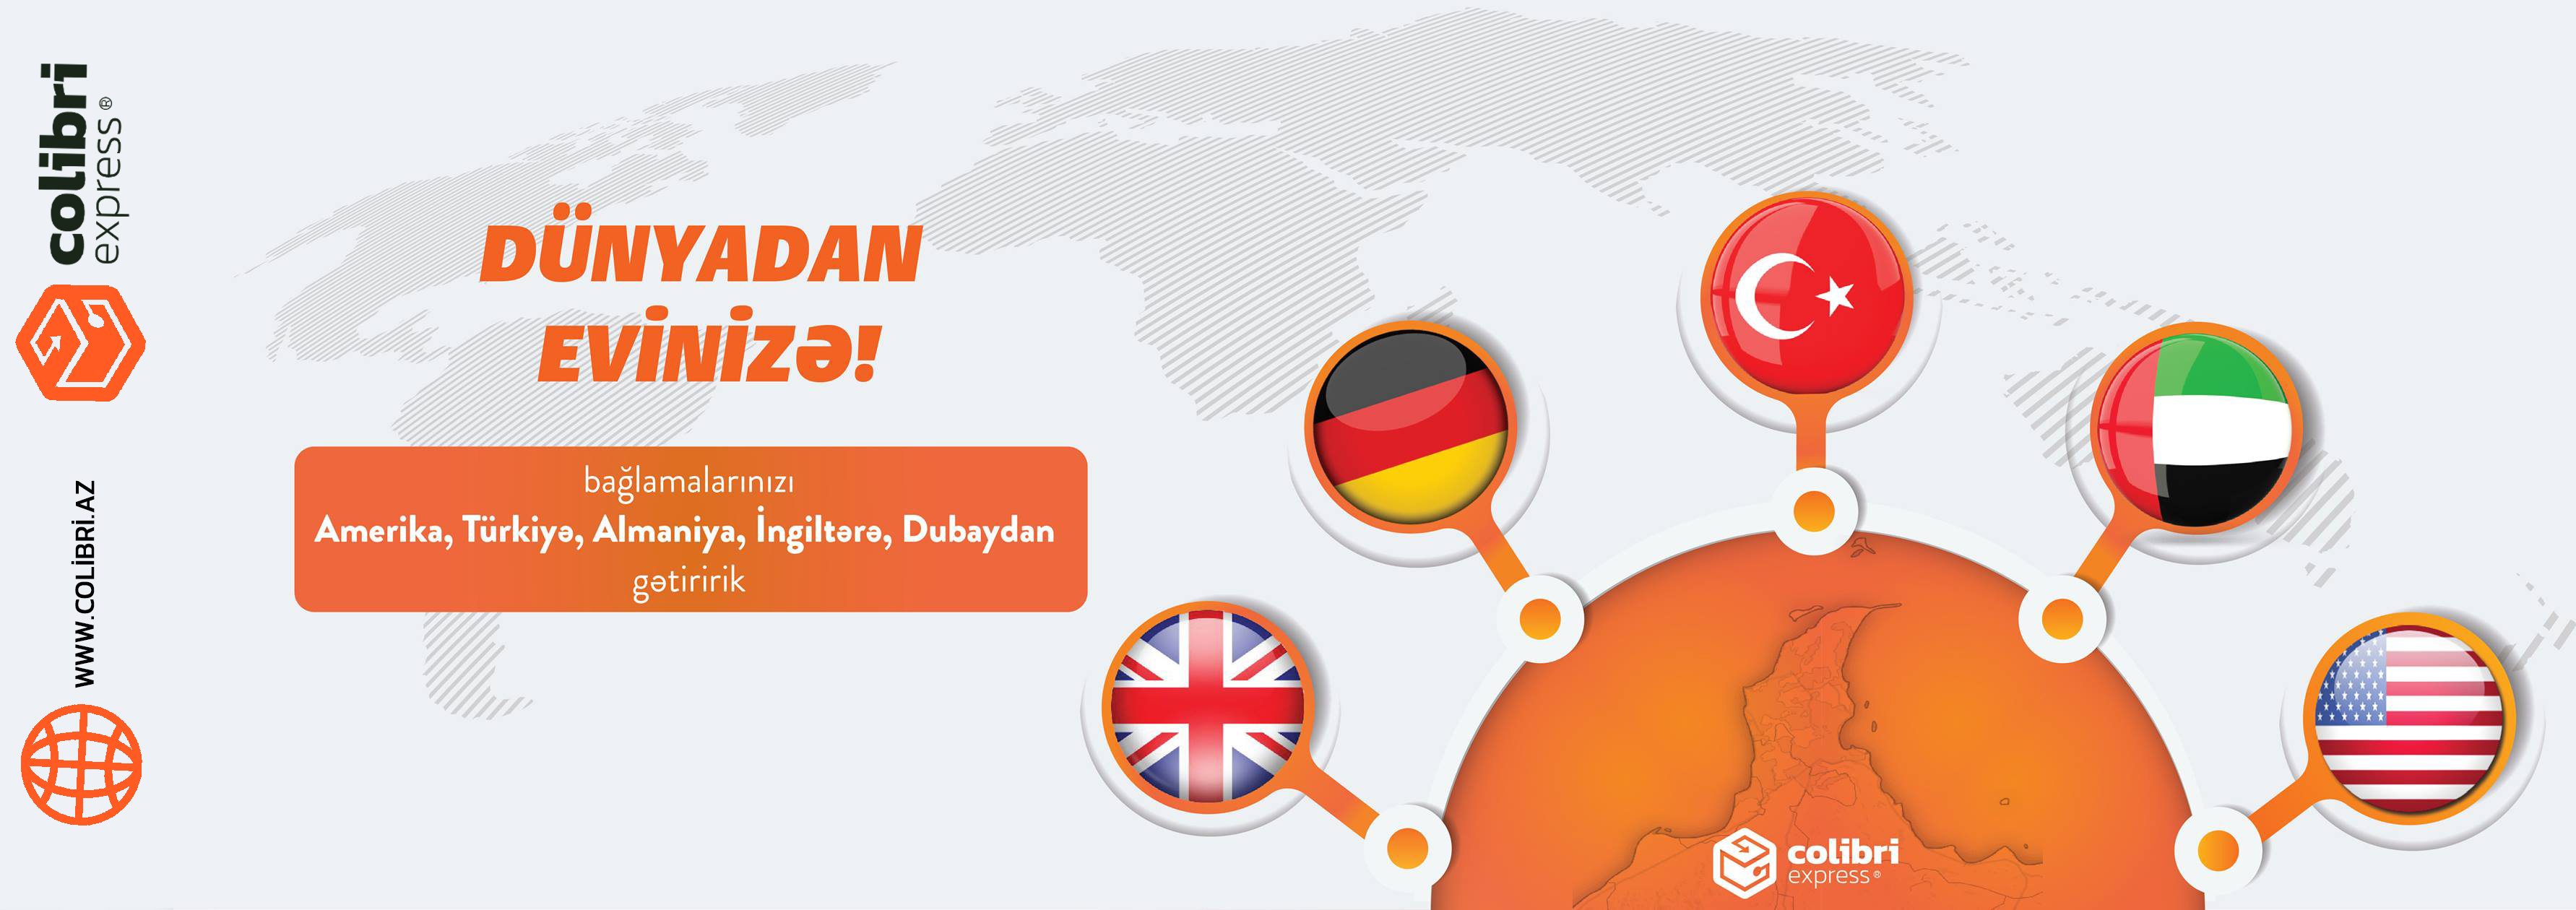 colibri
express®
WWW.COLİBRİ.AZ
DÜNYADAN
EVİNİZƏ!
bağlamalarınızı
Amerika, Türkiyə, Almaniya, İngiltərə, Dubaydan
gətiririk
colibri
express®